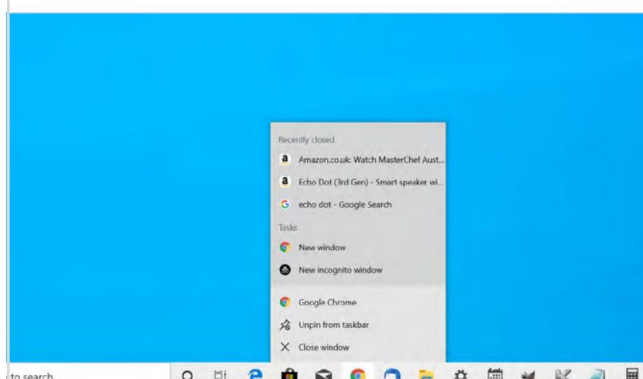 Recently closed
Amazon.co.uk: Watch MasterChef Aust...
Echo Dot (3rd Gen) - Smart speaker wi...
echo dot - Google Search
Tasks
New window
New incognito window
Google Chrome
Unpin from taskbar
Close window
to search